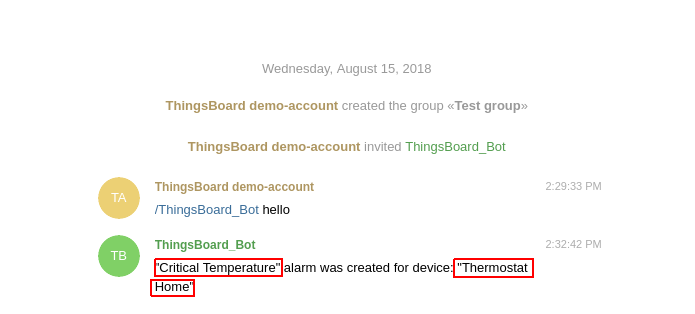 Wednesday, August 15, 2018
ThingsBoard demo-account created the group «Test group»
ThingsBoard demo-account invited ThingsBoard_Bot
TA
ThingsBoard demo-account 2:29:33 PM
/ThingsBoard_Bot hello
TB
ThingsBoard_Bot 2:32:42 PM
"Critical Temperature" alarm was created for device: "Thermostat
Home"